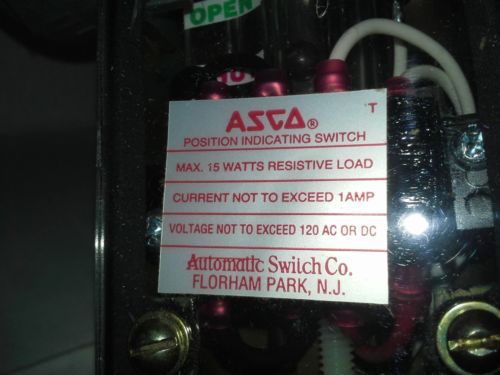 OPEN
TO
ASCO® T
POSITION INDICATING SWITCH
MAX. 15 WATTS RESISTIVE LOAD
CURRENT NOT TO EXCEED 1AMP
VOLTAGE NOT TO EXCEED 120 AC OR DC
Automatic Switch Co.
FLORHAM PARK, N.J.